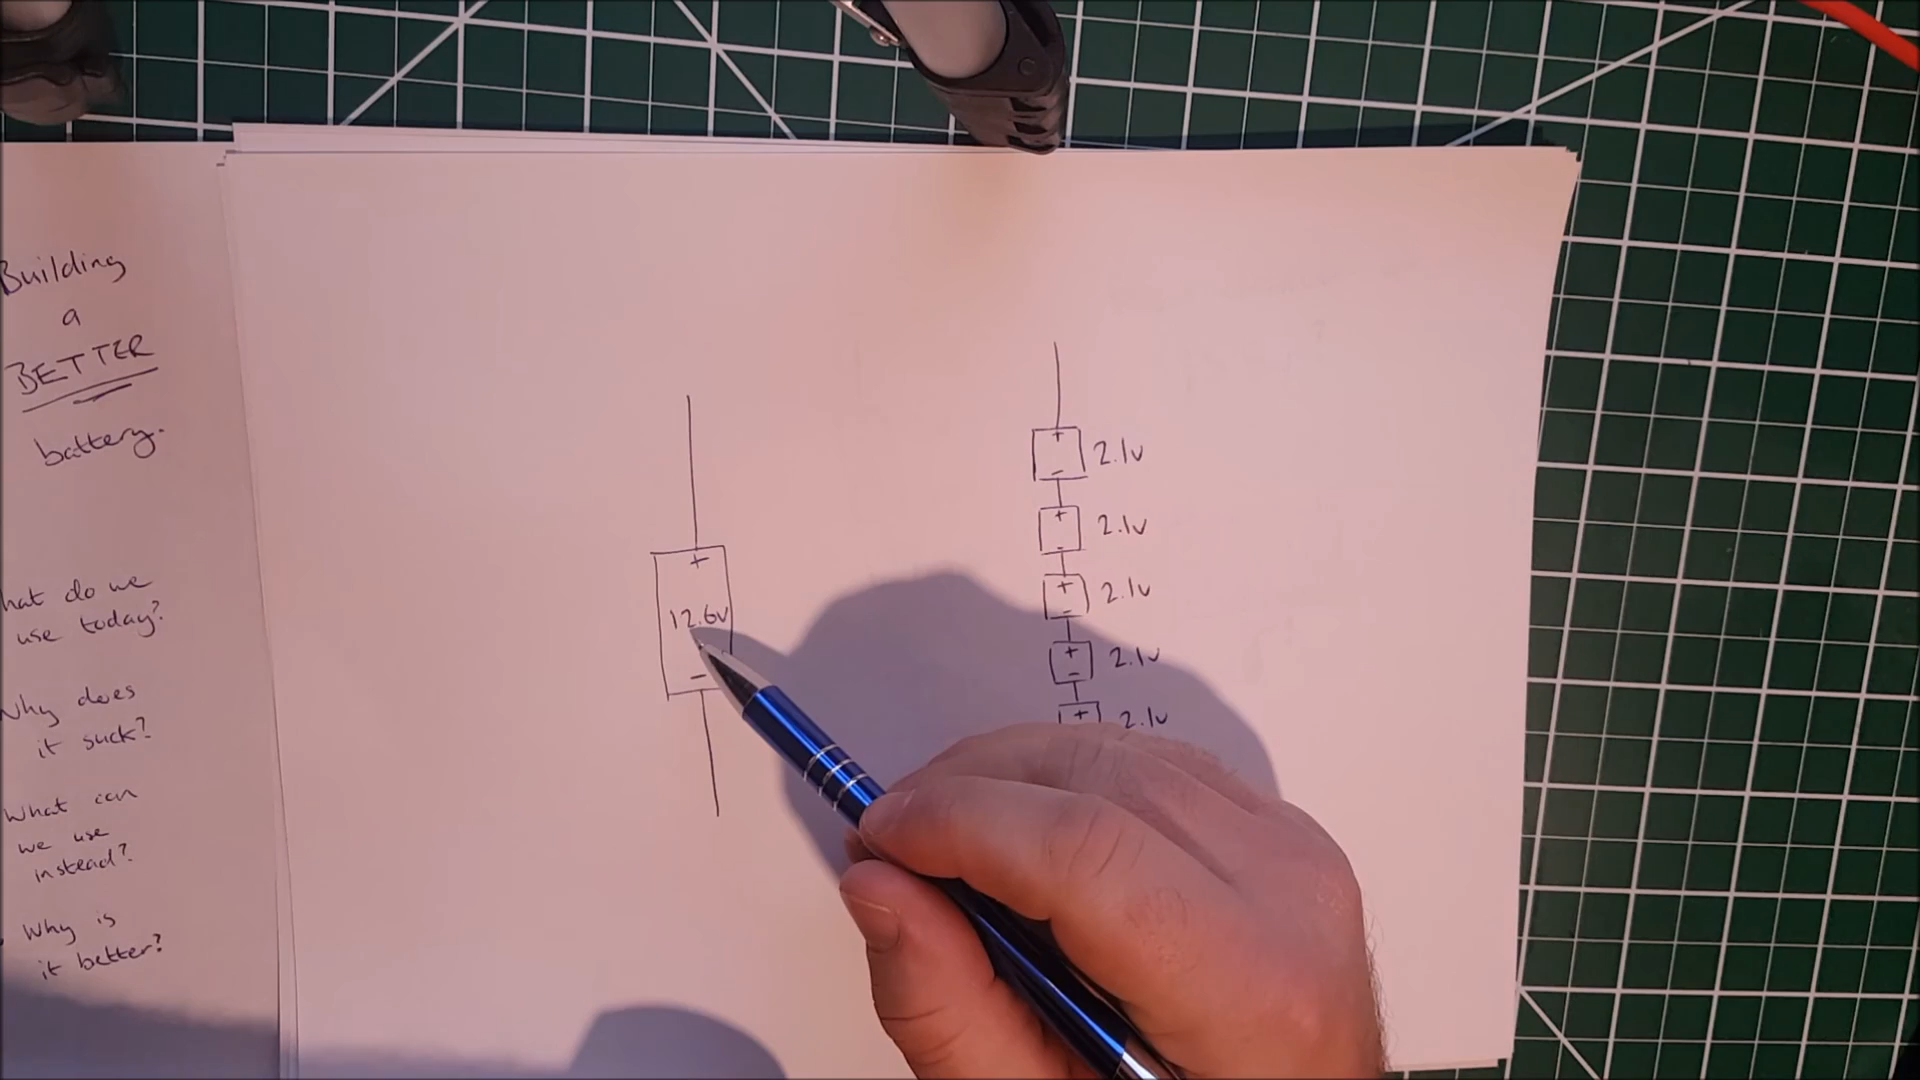 Building
a
BETTER
battery.
hat do we
use today?
Why does
it suck?
What can
we use
instead?
Why is
it better?
+
12.6v
-
+
-
2.1v
+
-
2.1v
+
-
2.1v
+
-
2.1v
+
2.1v